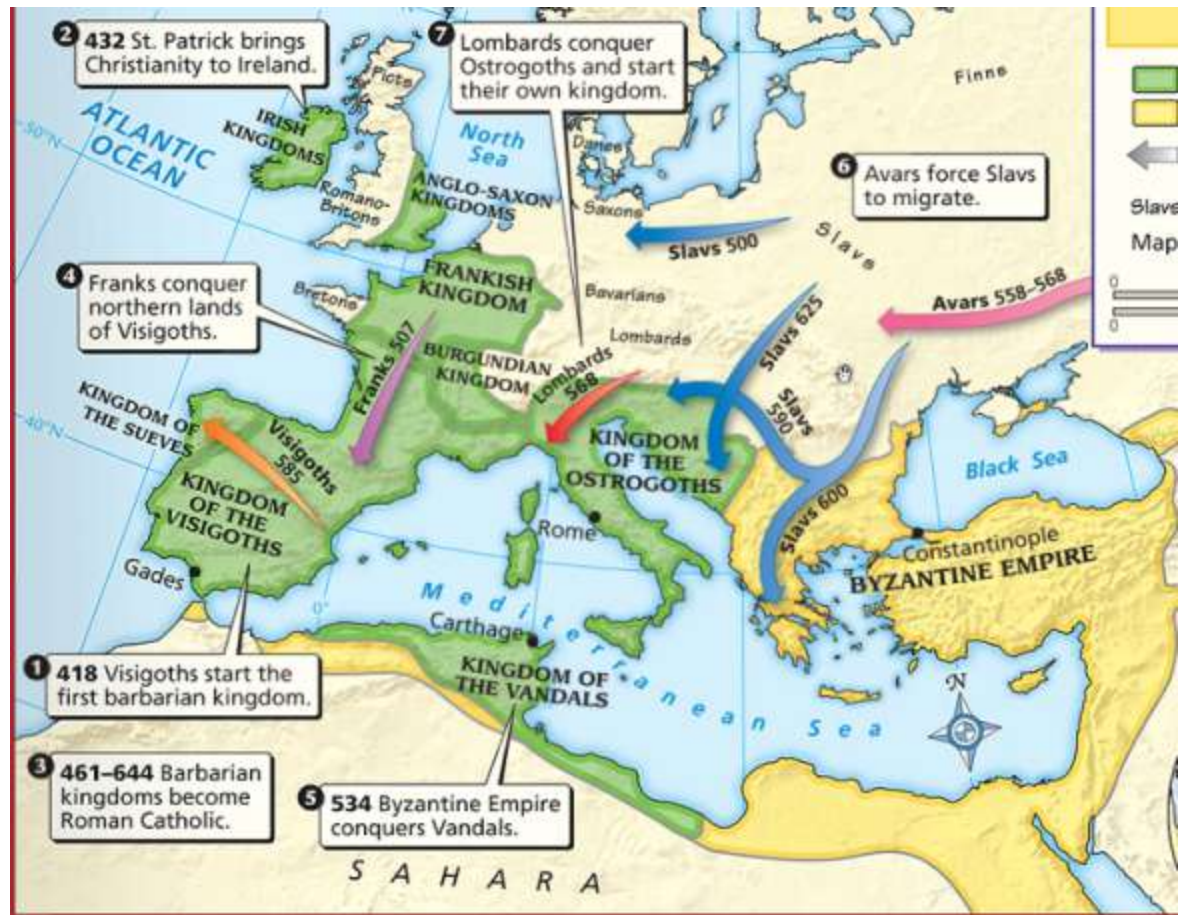 2 432 St. Patrick brings
Christianity to Ireland.
7 Lombards conquer
Ostrogoths and start
their own kingdom.
Picts
Finns
ATLANTIC
OCEAN
50°N
IRISH
KINGDOMS
North
Sea
Danes
6 Avars force Slavs
to migrate.
Romano-
Britons
ANGLO-SAXON
KINGDOMS
Saxons
Slavs 500
Slavs
Slavs
Map
4 Franks conquer
northern lands
of Visigoths.
Bretons
FRANKISH
KINGDOM
Bavarians
Slavs 625
Avars 558–568
0
0
Franks 507
BURGUNDIAN
KINGDOM
Lombards
568
Lombards
Slavs
590
KINGDOM OF
THE SUEVES
40°N
Visigoths
585
KINGDOM
OF THE
OSTROGOTHS
Black Sea
KINGDOM
OF THE
VISIGOTHS
Rome
Slavs 600
Constantinople
BYZANTINE EMPIRE
Gades
0°
Mediterranean Sea
Carthage
KINGDOM OF
THE VANDALS
N
1 418 Visigoths start the
first barbarian kingdom.
3 461–644 Barbarian
kingdoms become
Roman Catholic.
5 534 Byzantine Empire
conquers Vandals.
SAHARA